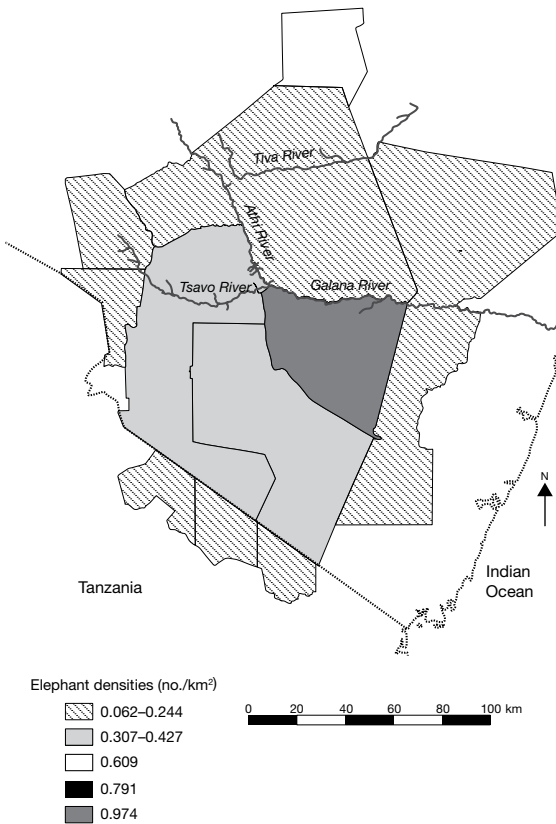 Tiva River
Athi River
Tsavo River
Galana River
N
Tanzania
Indian
Ocean
Elephant densities (no./km²)
0.062–0.244
0.307–0.427
0.609
0.791
0.974
0 20 40 60 80 100 km